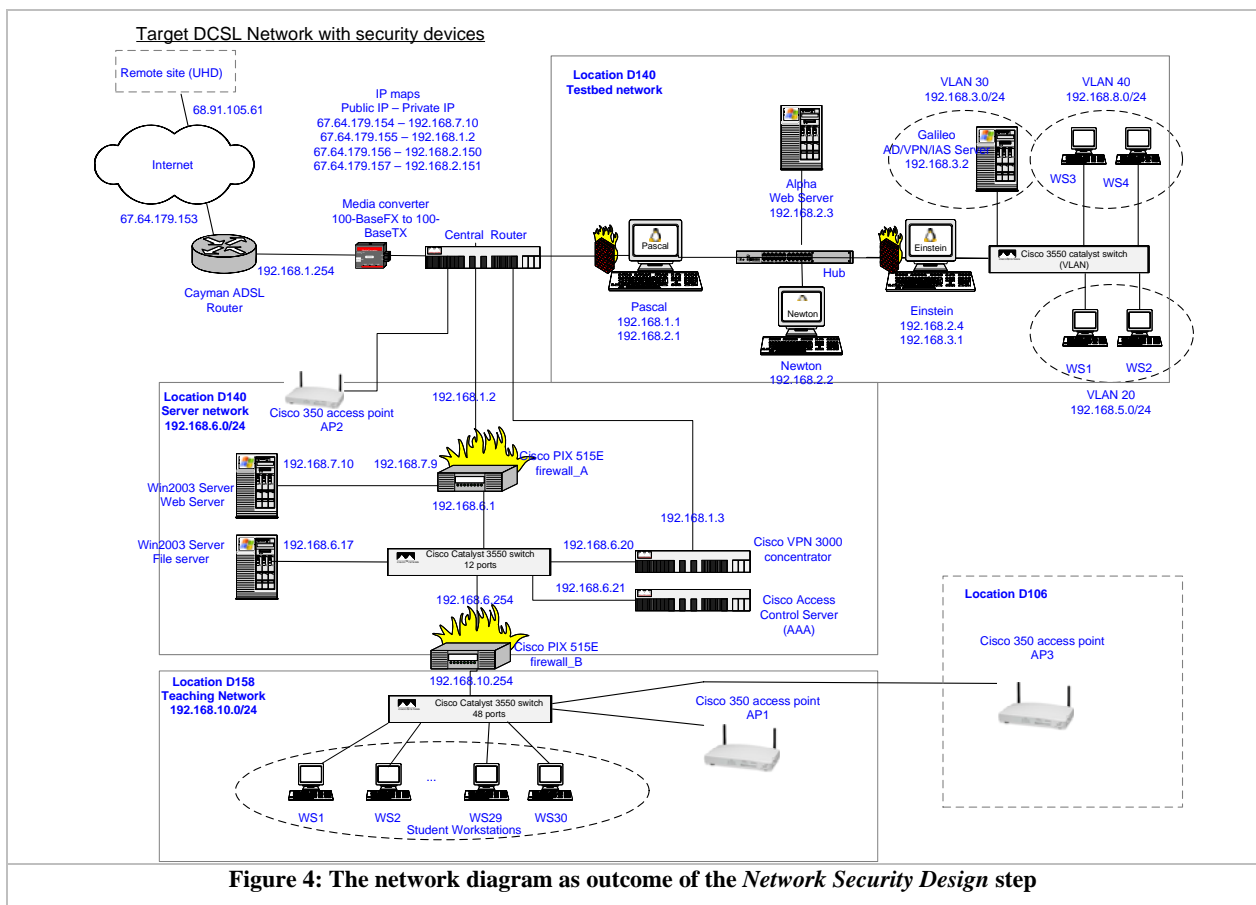 Target DCSL Network with security devices
Remote site (UHD)
68.91.105.61
Internet
67.64.179.153
192.168.1.254
Cayman ADSL
Router
IP maps
Public IP – Private IP
67.64.179.154 – 192.168.7.10
67.64.179.155 – 192.168.1.2
67.64.179.156 – 192.168.2.150
67.64.179.157 – 192.168.2.151
Media converter
100-BaseFX to 100-
BaseTX
Central Router
Location D140
Testbed network
Alpha
Web Server
192.168.2.3
Pascal
Pascal
192.168.1.1
192.168.2.1
Hub
Newton
Newton
192.168.2.2
Einstein
Einstein
192.168.2.4
192.168.3.1
VLAN 30
192.168.3.0/24
Galileo
AD/VPN/IAS Server
192.168.3.2
VLAN 40
192.168.8.0/24
WS3
WS4
Cisco 3550 catalyst switch
(VLAN)
WS1
WS2
VLAN 20
192.168.5.0/24
Location D140
Server network
192.168.6.0/24
Cisco 350 access point
AP2
192.168.1.2
Cisco PIX 515E
firewall_A
192.168.7.10
192.168.7.9
Win2003 Server
Web Server
192.168.6.1
192.168.1.3
Win2003 Server
File server
192.168.6.17
Cisco Catalyst 3550 switch
12 ports
192.168.6.20
Cisco VPN 3000
concentrator
192.168.6.21
Cisco Access
Control Server
(AAA)
192.168.6.254
Cisco PIX 515E
firewall_B
192.168.10.254
Location D158
Teaching Network
192.168.10.0/24
Cisco Catalyst 3550 switch
48 ports
Cisco 350 access point
AP1
WS1
WS2
...
WS29
WS30
Student Workstations
Location D106
Cisco 350 access point
AP3
Figure 4: The network diagram as outcome of the Network Security Design step